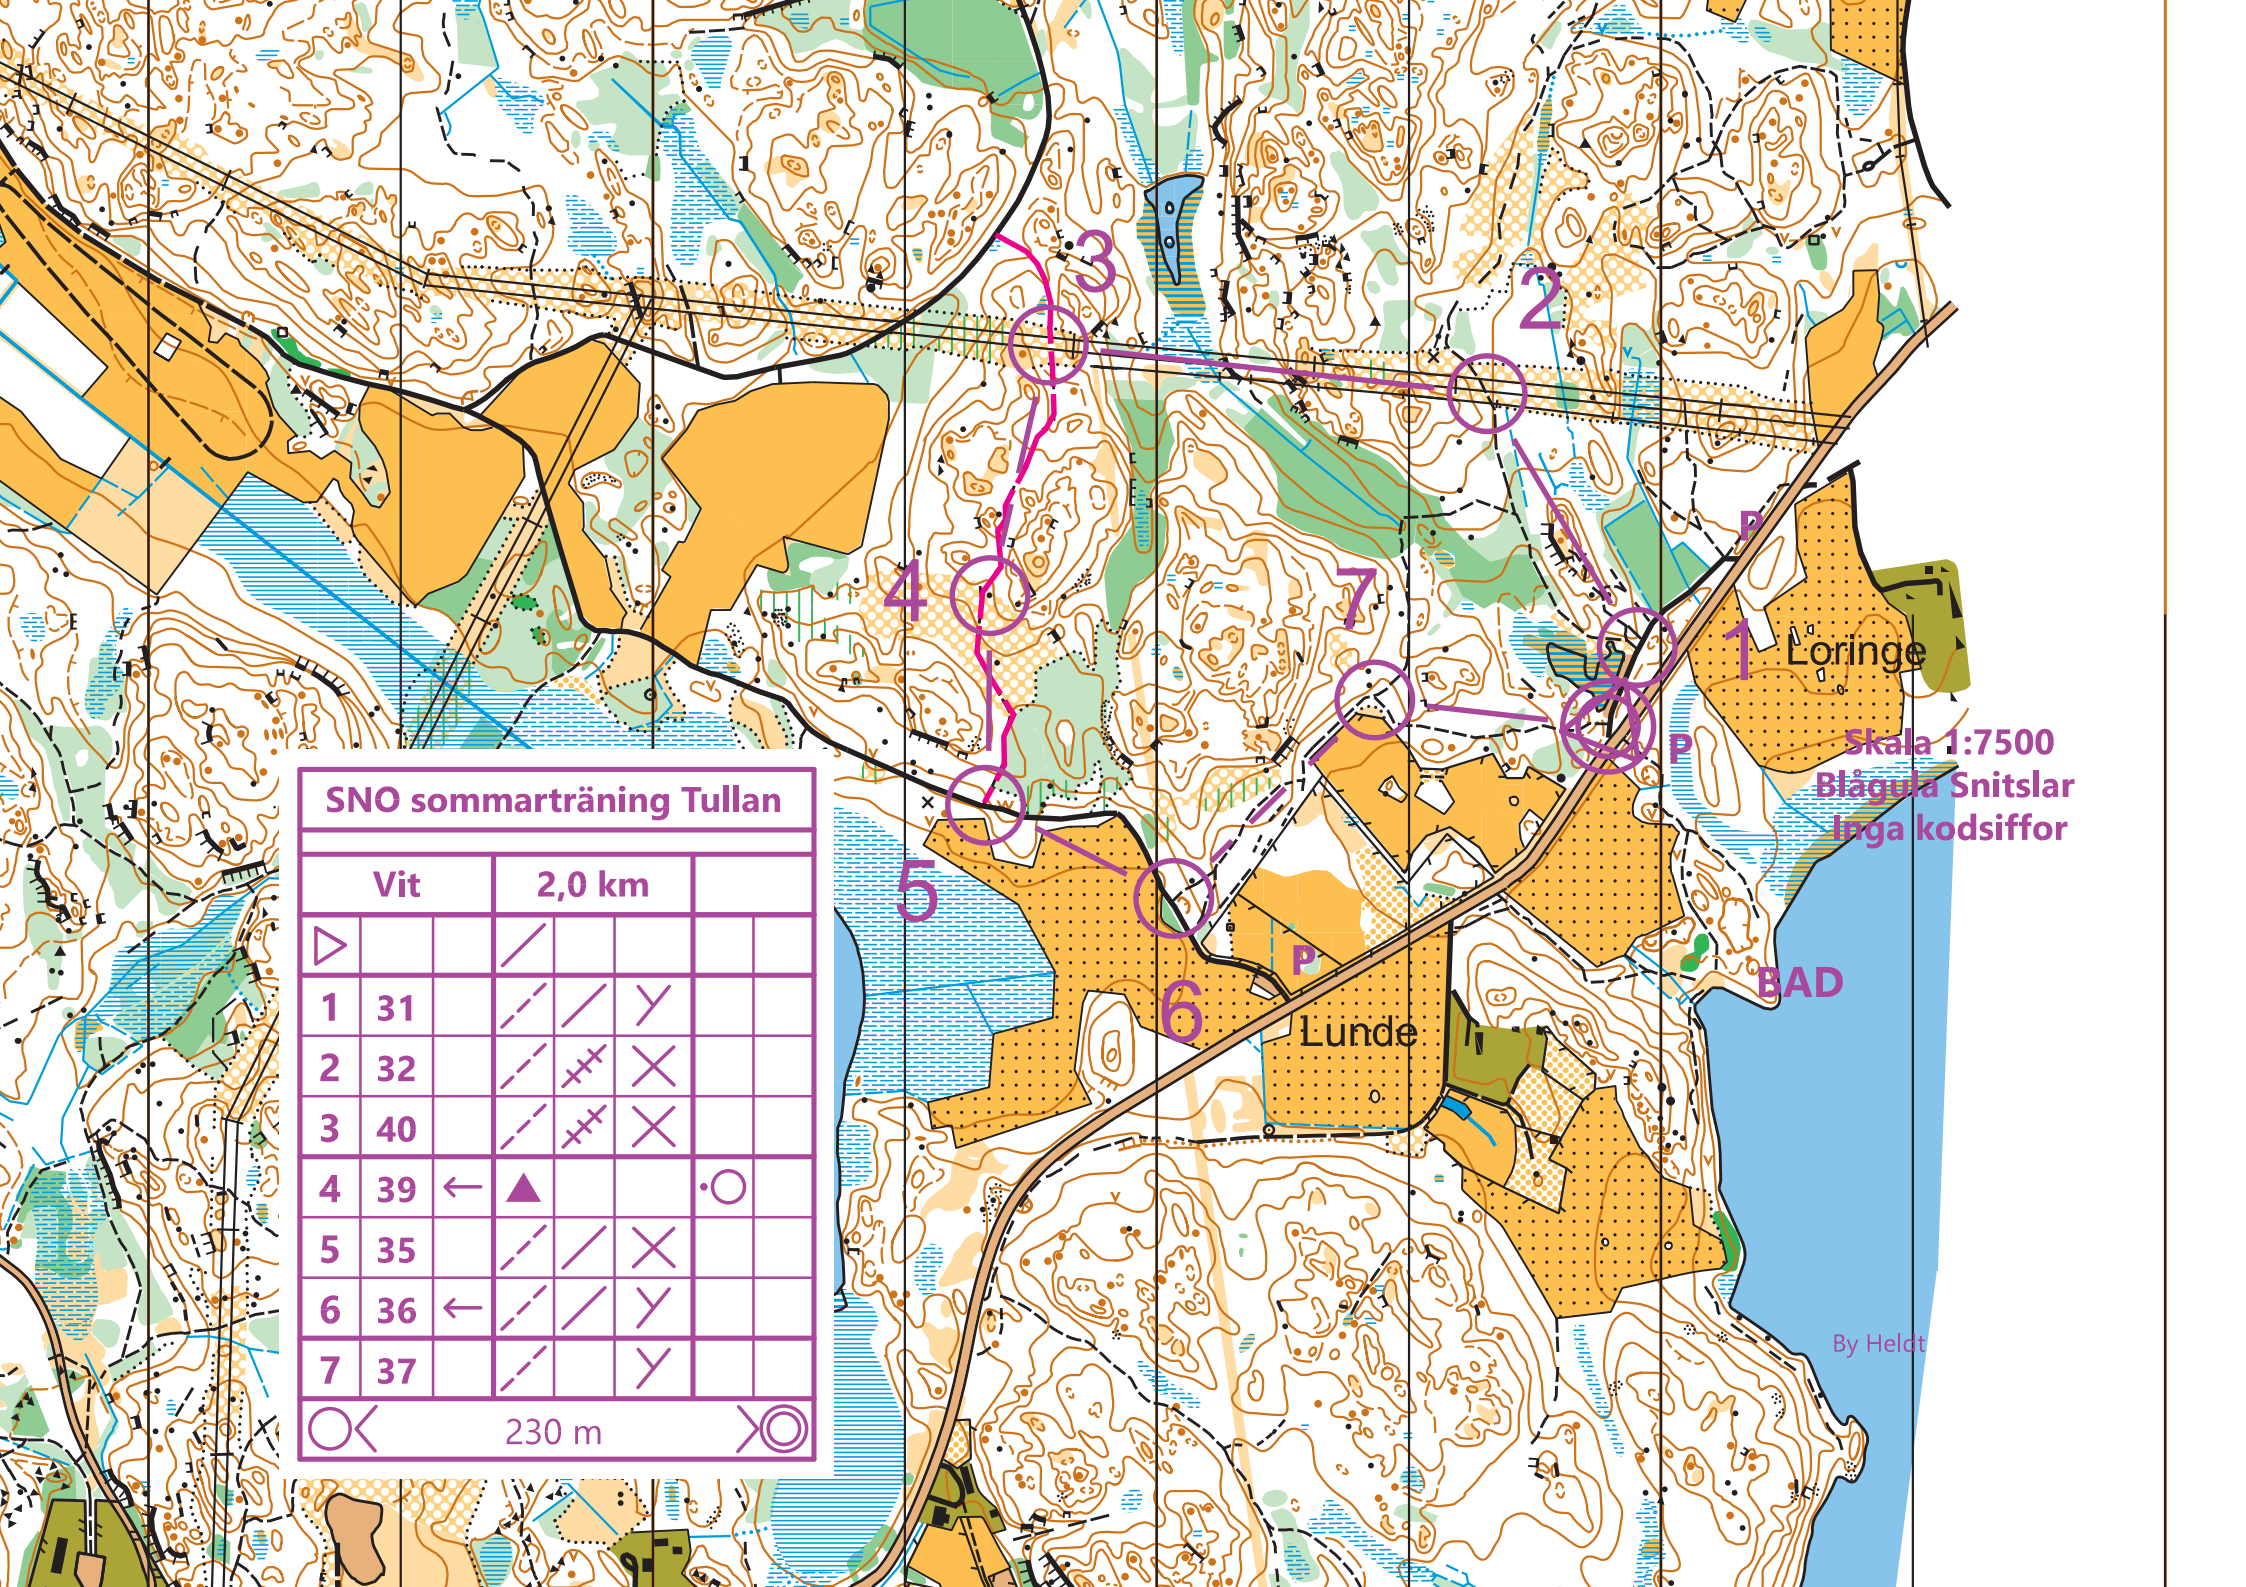 3
2
4
7
P
1
Loringe
P
Skala 1:7500
Blågula Snitslar
Inga kodsiffor
5
6
P
BAD
Lunde
By Heldt
SNO sommarträning Tullan
Vit 2,0 km
1 31
2 32
3 40
4 39
5 35
6 36
7 37
230 m